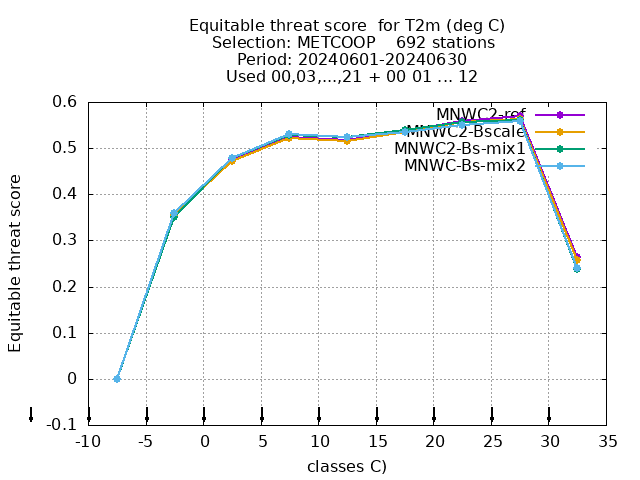 Equitable threat score  for T2m (deg C)
Selection: METCOOP    692 stations
Period: 20240601-20240630
Used 00,03,...,21 + 00 01 ... 12
MNWC2-ref
MNWC2-Bscale
MNWC2-Bs-mix1
MNWC-Bs-mix2
Equitable threat score
0.6
0.5
0.4
0.3
0.2
0.1
0
-0.1
-10 -5 0 5 10 15 20 25 30 35
classes C)